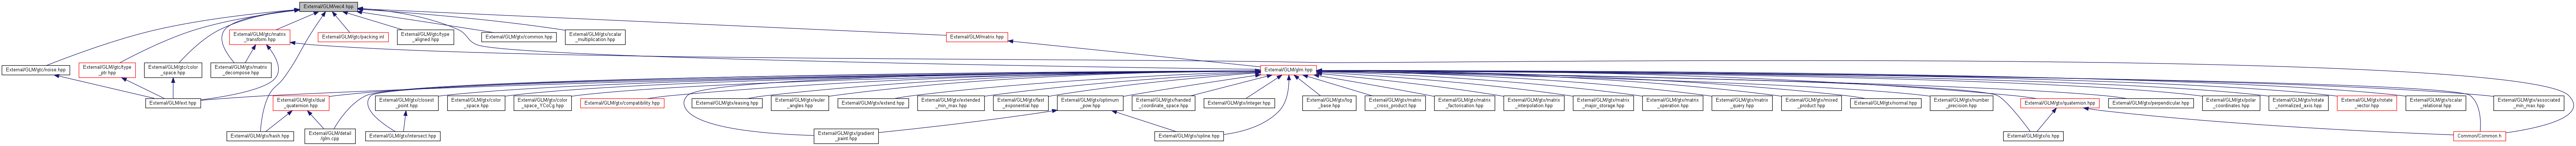 External/GLM/vec4.hpp
External/GLM/gtc/matrix
_transform.hpp
External/GLM/gtc/packing.inl
External/GLM/gtc/type
_aligned.hpp
External/GLM/gtx/common.hpp
External/GLM/gtx/scalar
_multiplication.hpp
External/GLM/matrix.hpp
External/GLM/gtc/noise.hpp
External/GLM/gtc/type
_ptr.hpp
External/GLM/gtc/color
_space.hpp
External/GLM/gtx/matrix
_decompose.hpp
External/GLM/glm.hpp
External/GLM/ext.hpp
External/GLM/gtx/dual
_quaternion.hpp
External/GLM/gtx/closest
_point.hpp
External/GLM/gtx/color
_space.hpp
External/GLM/gtx/color
_space_YCoCg.hpp
External/GLM/gtx/compatibility.hpp
External/GLM/gtx/easing.hpp
External/GLM/gtx/euler
_angles.hpp
External/GLM/gtx/extend.hpp
External/GLM/gtx/extended
_min_max.hpp
External/GLM/gtx/fast
_exponential.hpp
External/GLM/gtx/optimum
_pow.hpp
External/GLM/gtx/handed
_coordinate_space.hpp
External/GLM/gtx/integer.hpp
External/GLM/gtx/log
_base.hpp
External/GLM/gtx/matrix
_cross_product.hpp
External/GLM/gtx/matrix
_factorisation.hpp
External/GLM/gtx/matrix
_interpolation.hpp
External/GLM/gtx/matrix
_major_storage.hpp
External/GLM/gtx/matrix
_operation.hpp
External/GLM/gtx/matrix
_query.hpp
External/GLM/gtx/mixed
_product.hpp
External/GLM/gtx/normal.hpp
External/GLM/gtx/number
_precision.hpp
External/GLM/gtx/quaternion.hpp
External/GLM/gtx/perpendicular.hpp
External/GLM/gtx/polar
_coordinates.hpp
External/GLM/gtx/rotate
_normalized_axis.hpp
External/GLM/gtx/rotate
_vector.hpp
External/GLM/gtx/scalar
_relational.hpp
External/GLM/gtx/associated
_min_max.hpp
External/GLM/gtx/hash.hpp
External/GLM/detail
/glm.cpp
External/GLM/gtx/intersect.hpp
External/GLM/gtx/gradient
_paint.hpp
External/GLM/gtx/spline.hpp
External/GLM/gtx/io.hpp
Common/Common.h